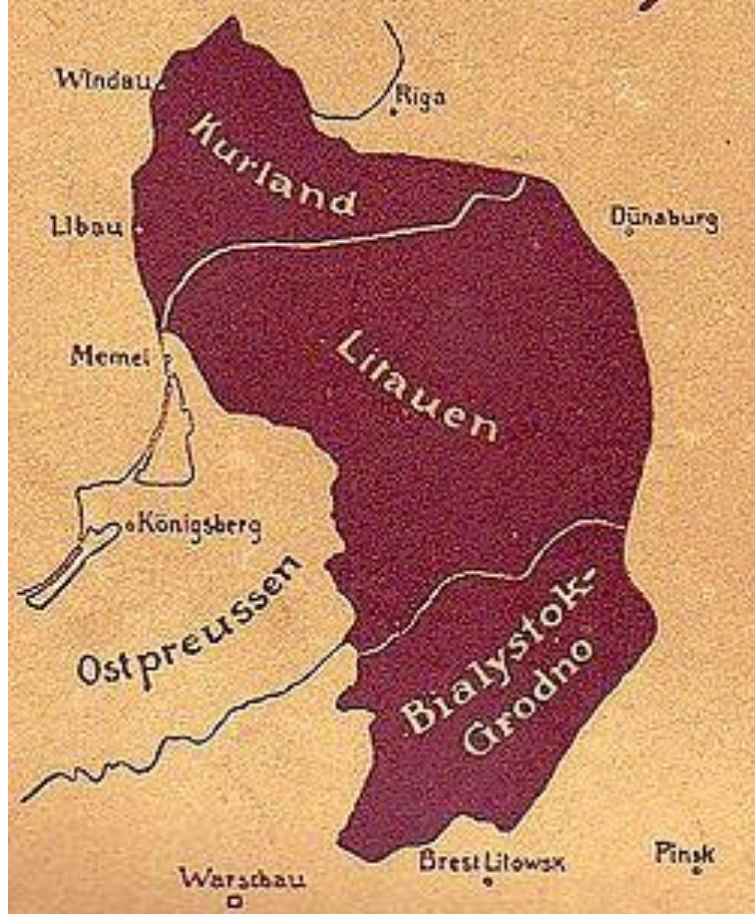 Windau
Riga
Kurland
Libau
Dünaburg
Memel
Litauen
Königsberg
Ostpreussen
Bialystok-
Grodno
Warschau
Brest Litowsk
Pinsk